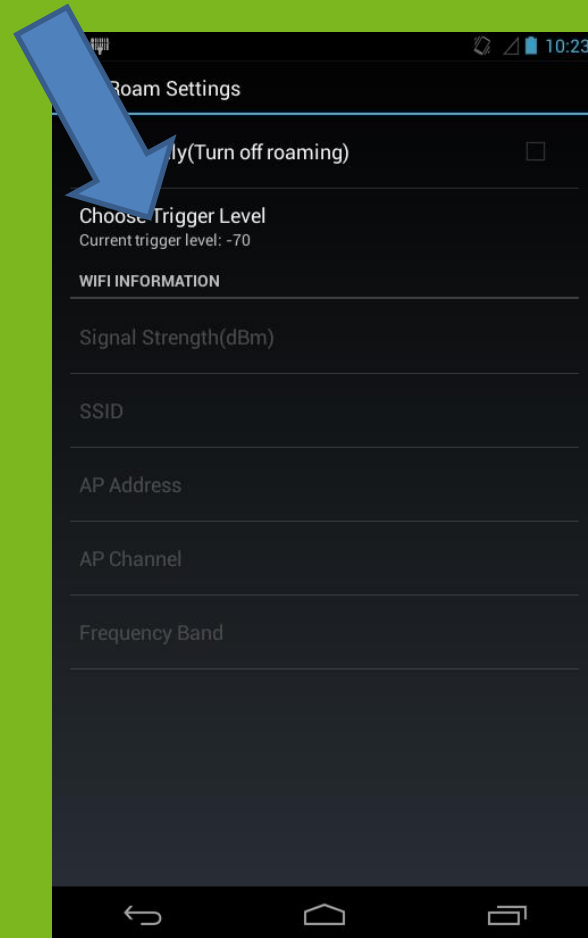 10:23
Roam Settings
(Turn off roaming)
Choose Trigger Level
Current trigger level: -70
WIFI INFORMATION
Signal Strength(dBm)
SSID
AP Address
AP Channel
Frequency Band